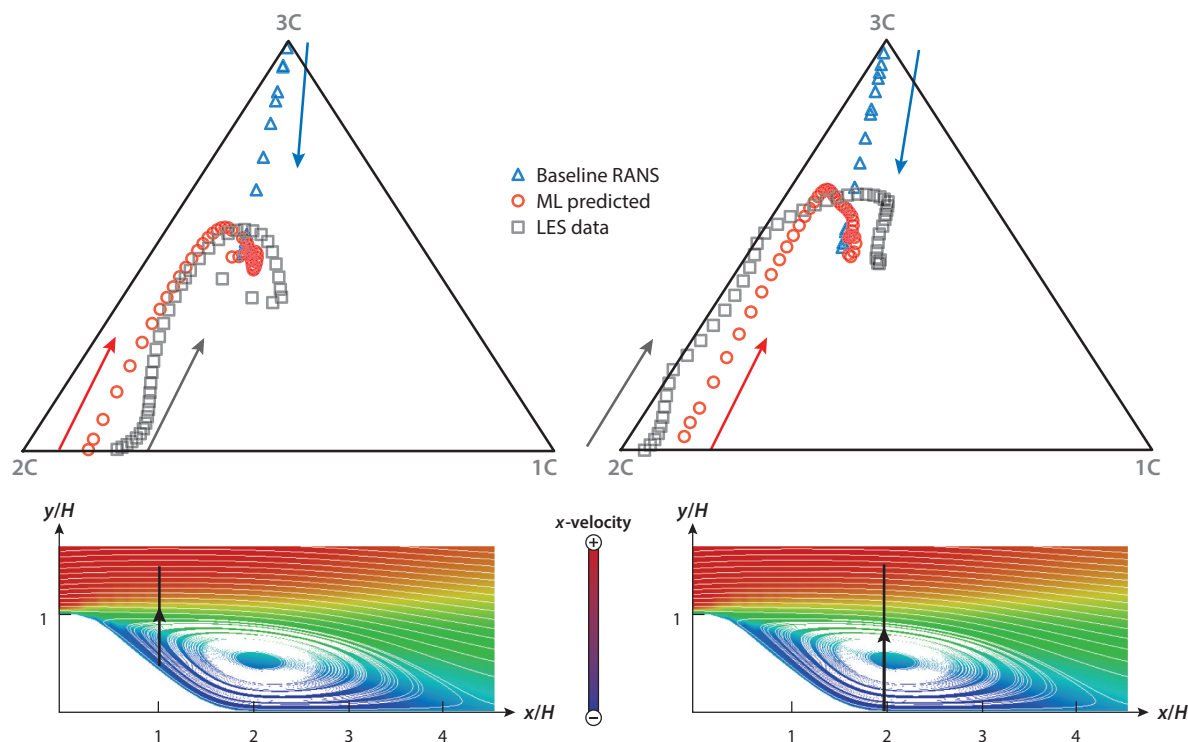 3C
3C
Baseline RANS
ML predicted
LES data
2C
1C
2C
1C
y/H
x-velocity
y/H
+
1
1
−
x/H
x/H
1
2
3
4
1
2
3
4